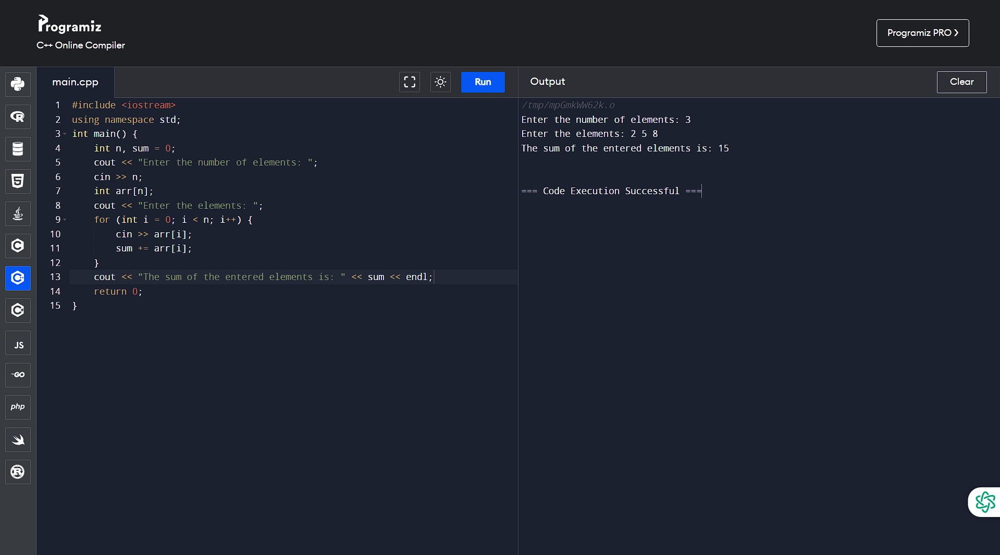 Programiz
C++ Online Compiler
Programiz PRO ❯
main.cpp
Run
1 #include <iostream>
2 using namespace std;
3 int main() {
4     int n, sum = 0;
5     cout << "Enter the number of elements: ";
6     cin >> n;
7     int arr[n];
8     cout << "Enter the elements: ";
9     for (int i = 0; i < n; i++) {
10         cin >> arr[i];
11         sum += arr[i];
12     }
13     cout << "The sum of the entered elements is: " << sum << endl;
14     return 0;
15 }
Output
Clear
/tmp/mpGmkWW62k.o
Enter the number of elements: 3
Enter the elements: 2 5 8
The sum of the entered elements is: 15
=== Code Execution Successful ===
R
5
C
C++
C#
JS
GO
php
R